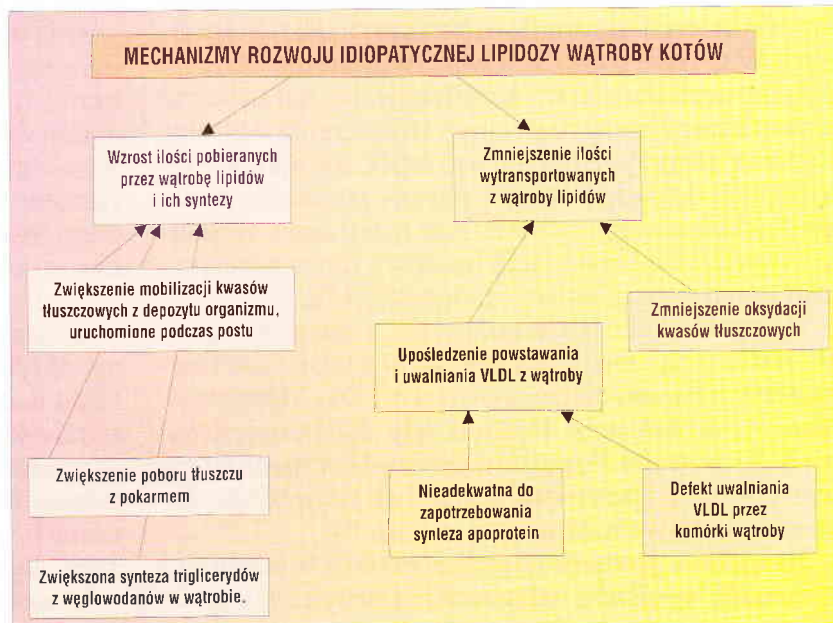 MECHANIZMY ROZWOJU IDIOPATYCZNEJ LIPIDOZY WĄTROBY KOTÓW
Wzrost ilości pobieranych
przez wątrobę lipidów
i ich syntezy
Zmniejszenie ilości
wytransportowanych
z wątroby lipidów
Zwiększenie mobilizacji kwasów
tłuszczowych z depozytu organizmu,
uruchomione podczas postu
Zmniejszenie oksydacji
kwasów tłuszczowych
Upośledzenie powstawania
i uwalniania VLDL z wątroby
Zwiększenie poboru tłuszczu
z pokarmem
Nieadekwatna do
zapotrzebowania
synteza apoprotein
Defekt uwalniania
VLDL przez
komórki wątroby
Zwiększona synteza triglicerydów
z węglowodanów w wątrobie.